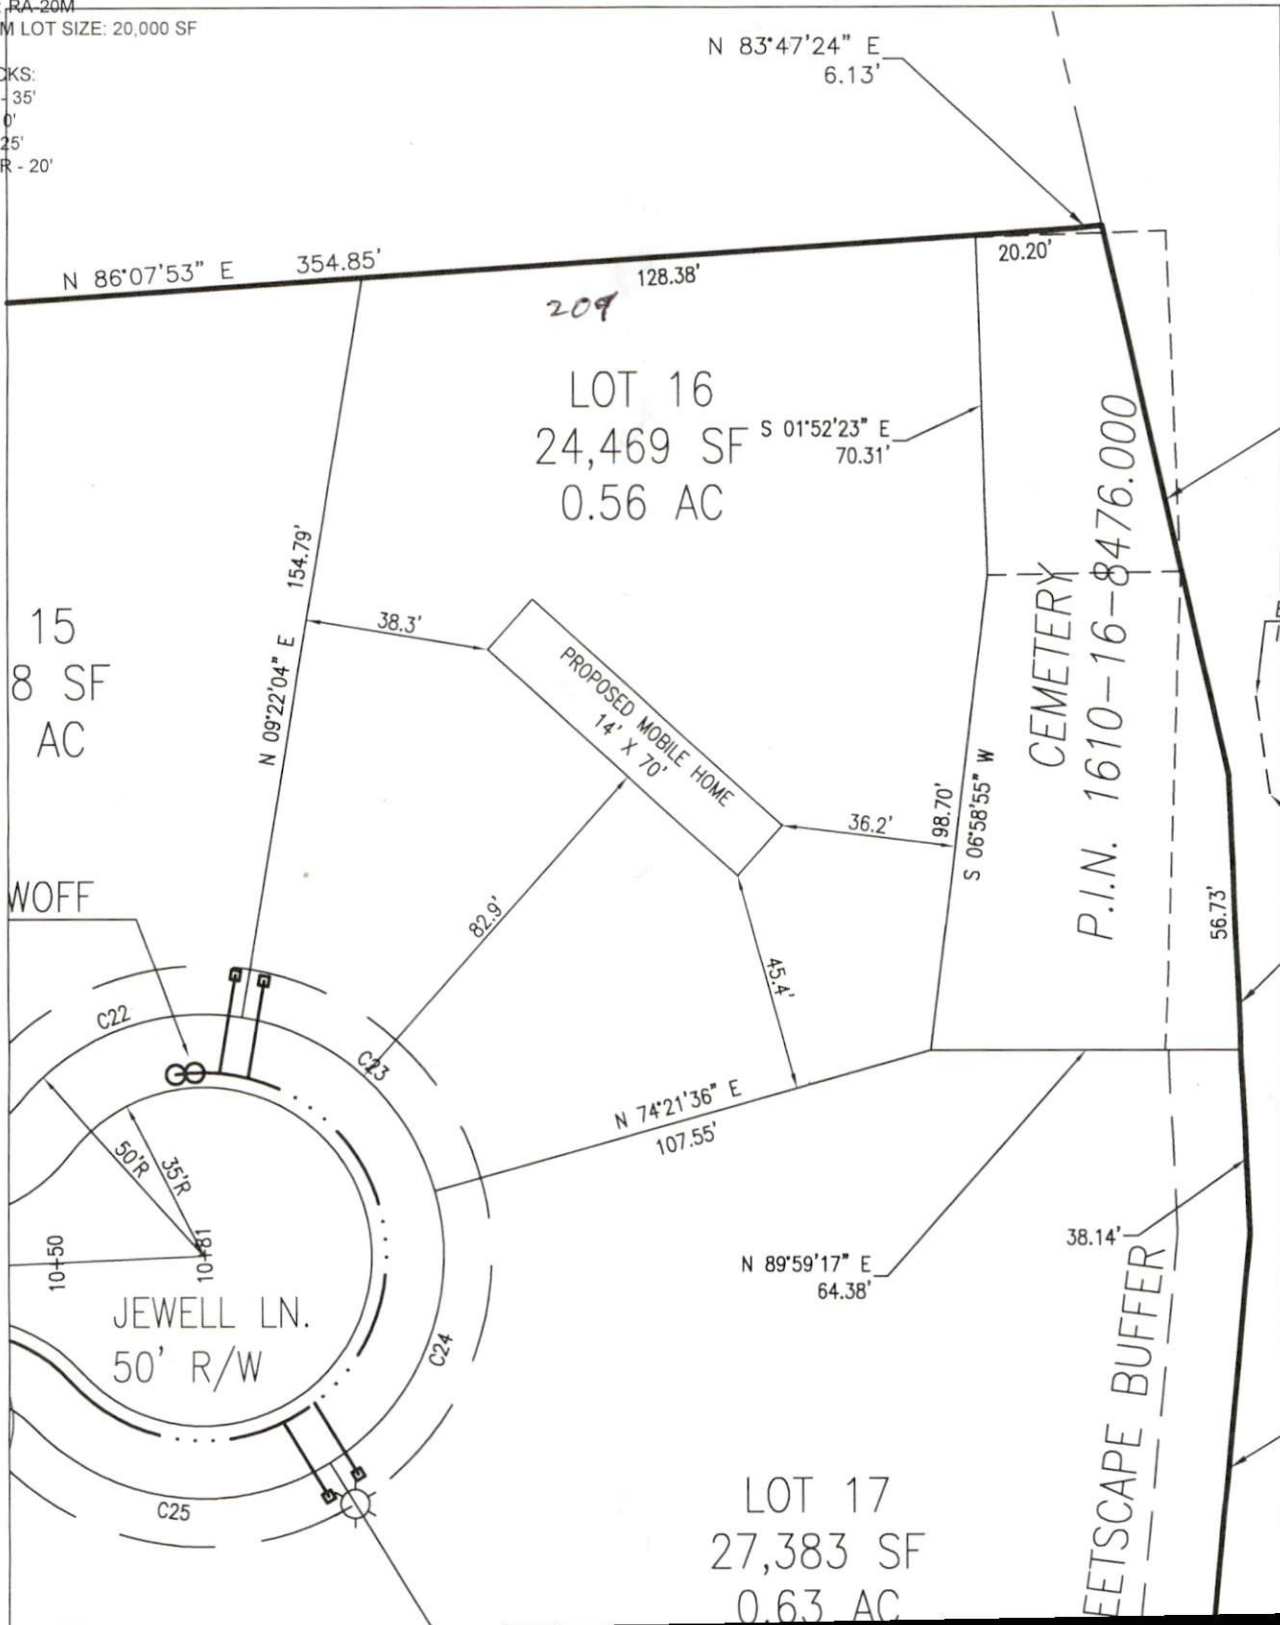 RA-20M
M LOT SIZE: 20,000 SF
CKS:
- 35'
0'
25'
R - 20'
N 83°47'24" E
6.13'
N 86°07'53" E
354.85'
128.38'
20.20'
209
LOT 16
24,469 SF
0.56 AC
S 01°52'23" E
70.31'
154.79'
N 09°22'04" E
15
8 SF
AC
38.3'
PROPOSED MOBILE HOME
14' X 70'
CEMETERY
P.I.N. 1610-16-8476.000
36.2'
98.70'
S 06°58'55" W
WOFF
82.9'
45.4'
56.73'
C22
C23
N 74°21'36" E
107.55'
50'R
35'R
10+50
10+81
JEWELL LN.
50' R/W
C24
C25
N 89°59'17" E
64.38'
38.14'
EETSCAPE BUFFER
LOT 17
27,383 SF
0.63 AC